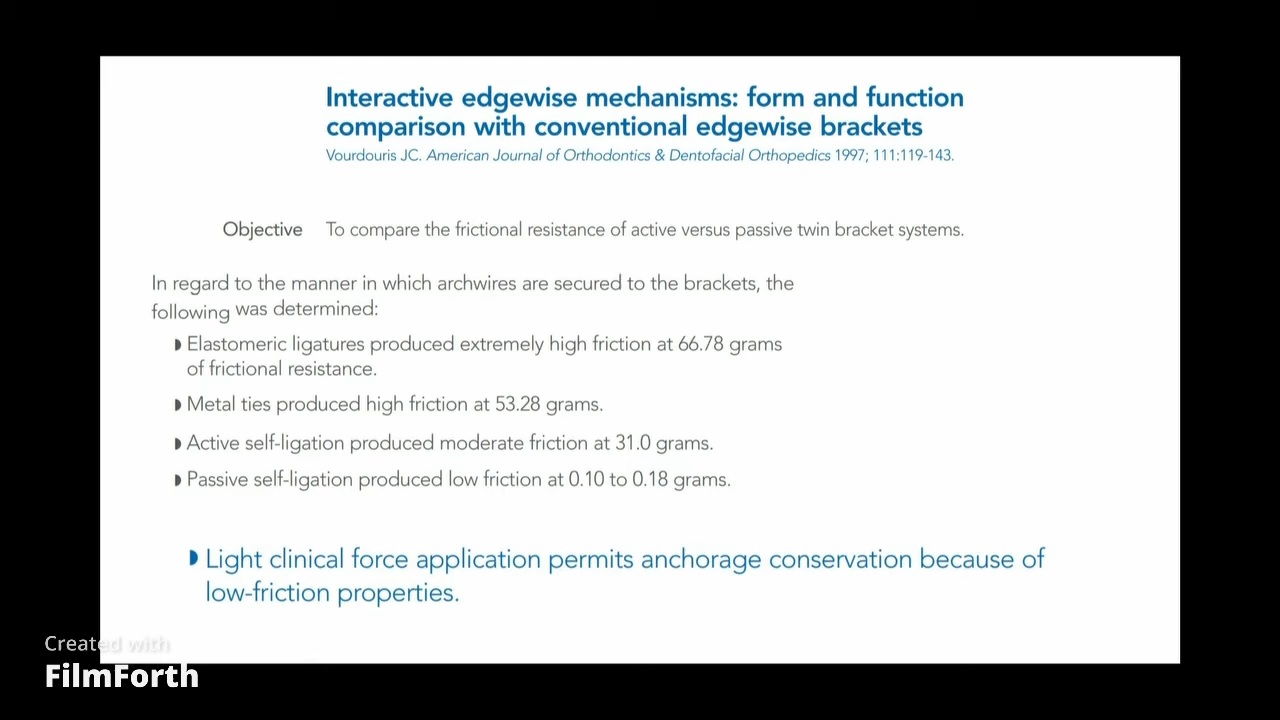 Interactive edgewise mechanisms: form and function
comparison with conventional edgewise brackets
Vourdouris JC. American Journal of Orthodontics & Dentofacial Orthopedics 1997; 111:119-143.
Objective To compare the frictional resistance of active versus passive twin bracket systems.
In regard to the manner in which archwires are secured to the brackets, the
following was determined:
Elastomeric ligatures produced extremely high friction at 66.78 grams
of frictional resistance.
Metal ties produced high friction at 53.28 grams.
Active self-ligation produced moderate friction at 31.0 grams.
Passive self-ligation produced low friction at 0.10 to 0.18 grams.
Light clinical force application permits anchorage conservation because of
low-friction properties.
Created with
FilmForth